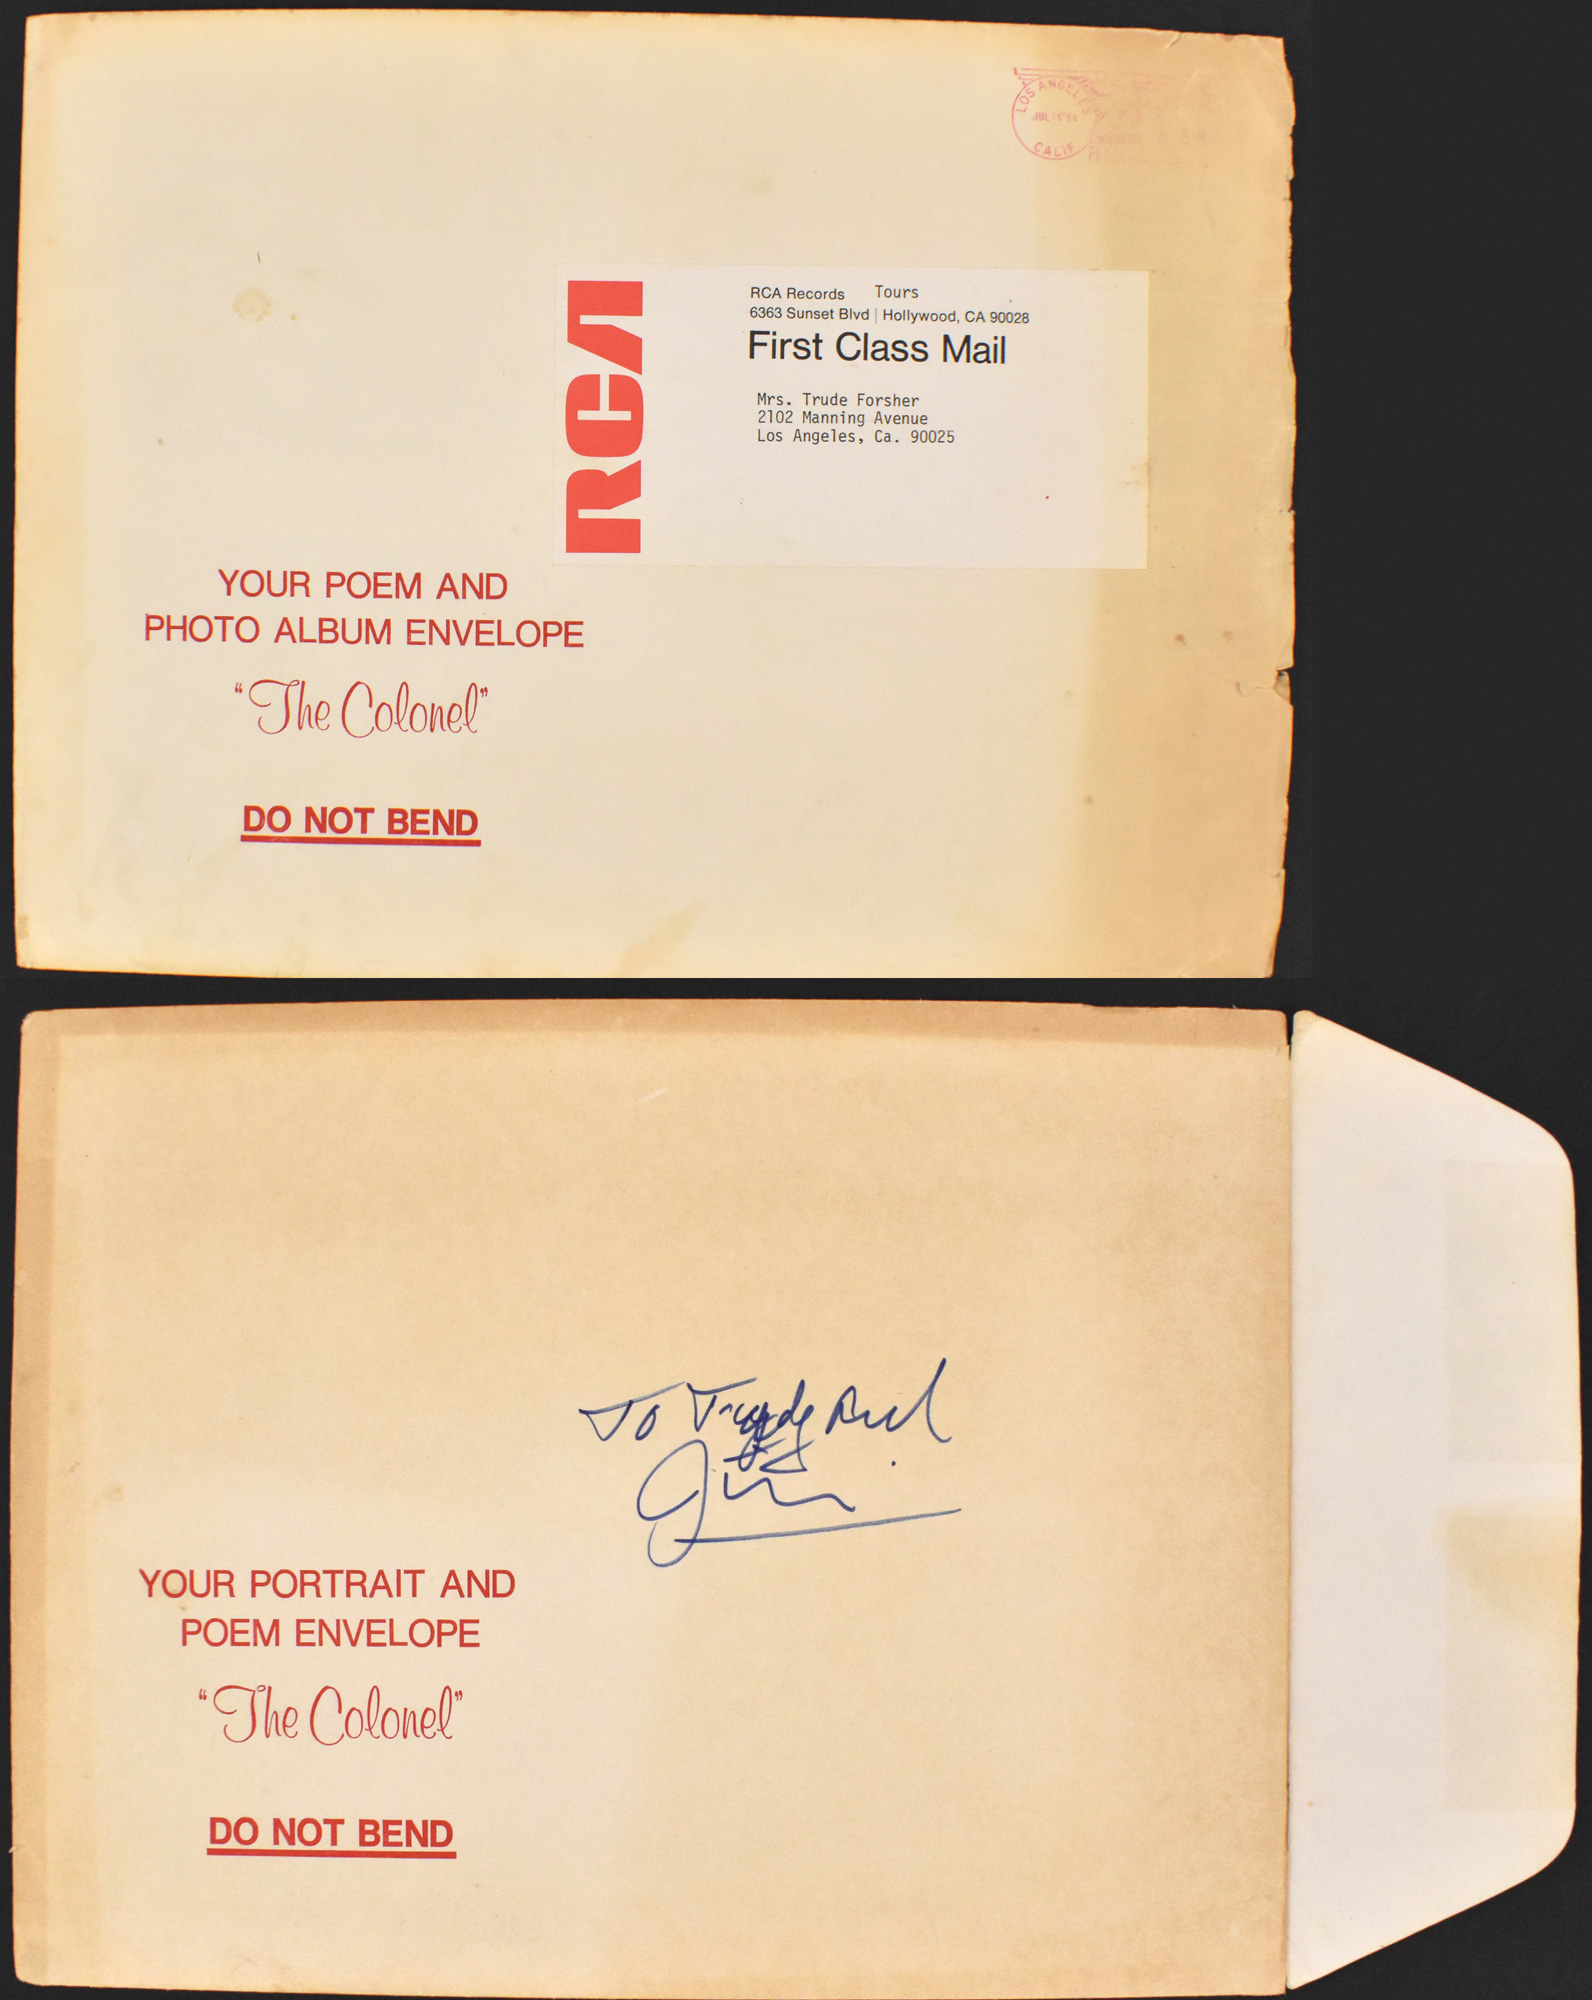 LOS ANGELES
CALIF
RCA
RCA Records Tours
6363 Sunset Blvd | Hollywood, CA 90028
First Class Mail
Mrs. Trude Forsher
2102 Manning Avenue
Los Angeles, Ca. 90025
YOUR POEM AND
PHOTO ALBUM ENVELOPE
"The Colonel"
DO NOT BEND
To Trude
YOUR PORTRAIT AND
POEM ENVELOPE
"The Colonel"
DO NOT BEND